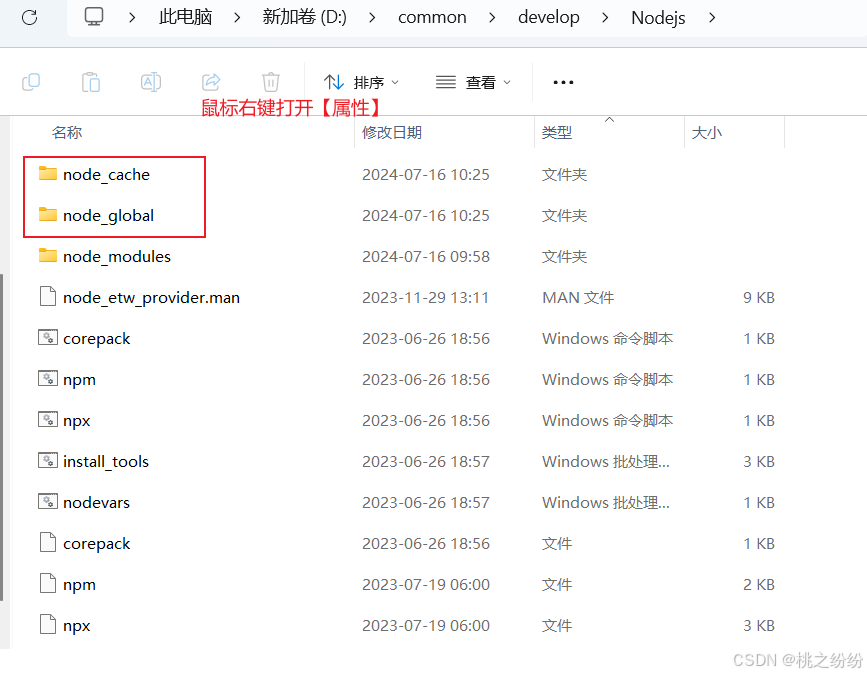 此电脑 新加卷 (D:) common develop Nodejs
排序 查看
鼠标右键打开【属性】
名称 修改日期 类型 大小
node_cache 2024-07-16 10:25 文件夹
node_global 2024-07-16 10:25 文件夹
node_modules 2024-07-16 09:58 文件夹
node_etw_provider.man 2023-11-29 13:11 MAN 文件 9 KB
corepack 2023-06-26 18:56 Windows 命令脚本 1 KB
npm 2023-06-26 18:56 Windows 命令脚本 1 KB
npx 2023-06-26 18:56 Windows 命令脚本 1 KB
install_tools 2023-06-26 18:57 Windows 批处理... 3 KB
nodevars 2023-06-26 18:57 Windows 批处理... 1 KB
corepack 2023-06-26 18:56 文件 1 KB
npm 2023-07-19 06:00 文件 2 KB
npx 2023-07-19 06:00 文件 3 KB
CSDN @桃之纷纷